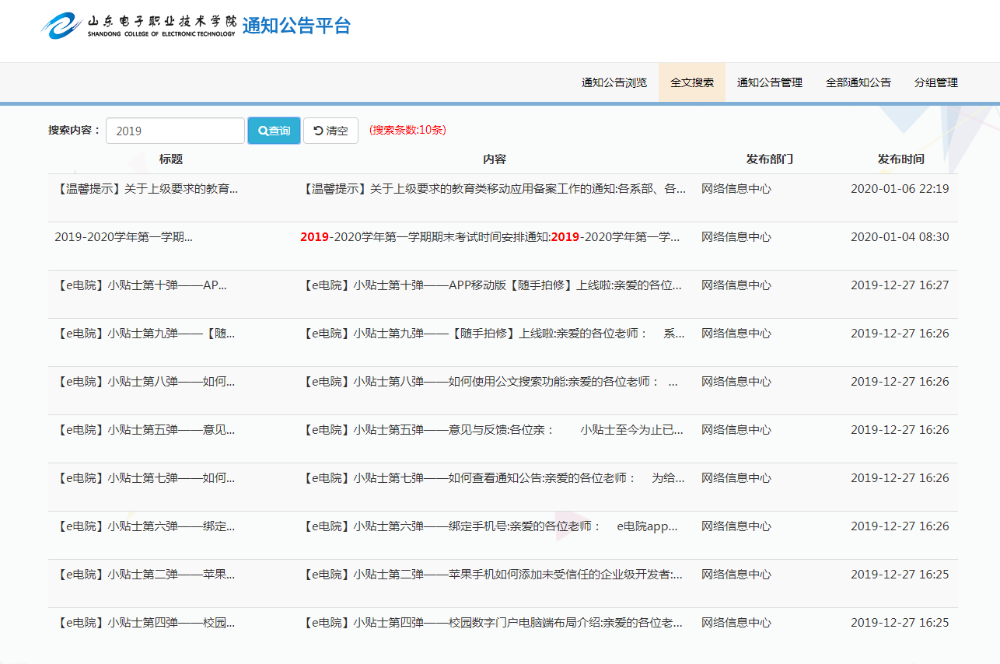 山东电子职业技术学院 通知公告平台
SHANDONG COLLEGE OF ELECTRONIC TECHNOLOGY
通知公告浏览 全文搜索 通知公告管理 全部通知公告 分组管理
搜索内容： 2019 查询 清空 (搜索条数:10条)
标题 内容 发布部门 发布时间
【温馨提示】关于上级要求的教育... 【温馨提示】关于上级要求的教育类移动应用备案工作的通知:各系部、各... 网络信息中心 2020-01-06 22:19
2019-2020学年第一学期... 2019-2020学年第一学期期末考试时间安排通知:2019-2020学年第一学... 网络信息中心 2020-01-04 08:30
【e电院】小贴士第十弹——AP... 【e电院】小贴士第十弹——APP移动版【随手拍修】上线啦:亲爱的各位... 网络信息中心 2019-12-27 16:27
【e电院】小贴士第九弹——【随... 【e电院】小贴士第九弹——【随手拍修】上线啦:亲爱的各位老师： 系... 网络信息中心 2019-12-27 16:26
【e电院】小贴士第八弹——如何... 【e电院】小贴士第八弹——如何使用公文搜索功能:亲爱的各位老师： ... 网络信息中心 2019-12-27 16:26
【e电院】小贴士第五弹——意见... 【e电院】小贴士第五弹——意见与反馈:各位亲： 小贴士至今为止已... 网络信息中心 2019-12-27 16:26
【e电院】小贴士第七弹——如何... 【e电院】小贴士第七弹——如何查看通知公告:亲爱的各位老师： 为给... 网络信息中心 2019-12-27 16:26
【e电院】小贴士第六弹——绑定... 【e电院】小贴士第六弹——绑定手机号:亲爱的各位老师： e电院app... 网络信息中心 2019-12-27 16:26
【e电院】小贴士第二弹——苹果... 【e电院】小贴士第二弹——苹果手机如何添加未受信任的企业级开发者:... 网络信息中心 2019-12-27 16:25
【e电院】小贴士第四弹——校园... 【e电院】小贴士第四弹——校园数字门户电脑端布局介绍:亲爱的各位老... 网络信息中心 2019-12-27 16:25